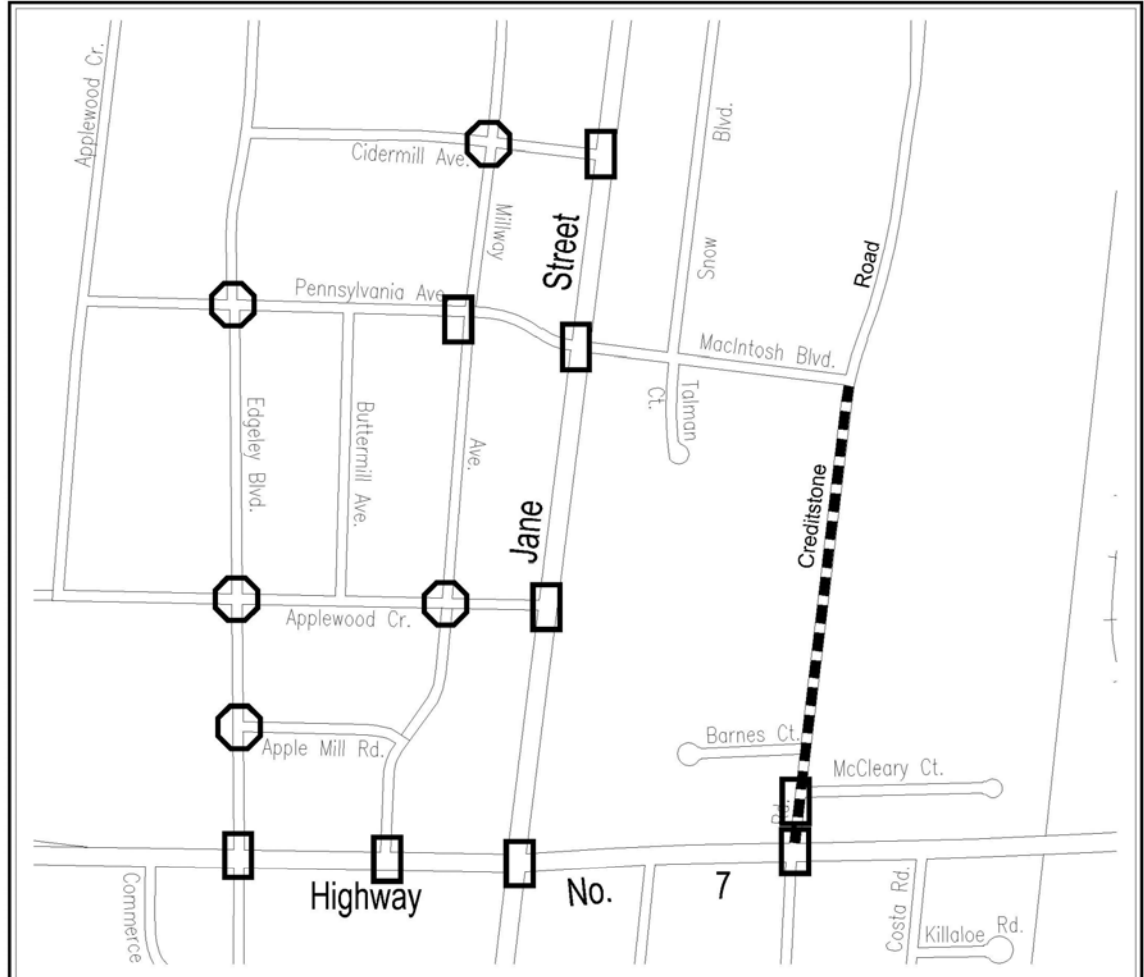 Applewood Cr.
Cidermill Ave.
Millway
Street
Blvd.
Snow
Road
Pennsylvania Ave
MacIntosh Blvd.
Talman
Ct.
Edgeley Blvd.
Buttermill Ave.
Ave.
Jane
Creditstone
Applewood Cr.
Apple Mill Rd.
Barnes Ct.
McCleary Ct.
Rd.
Highway
No.
7
Commerce
Costa Rd.
Killaloe Rd.